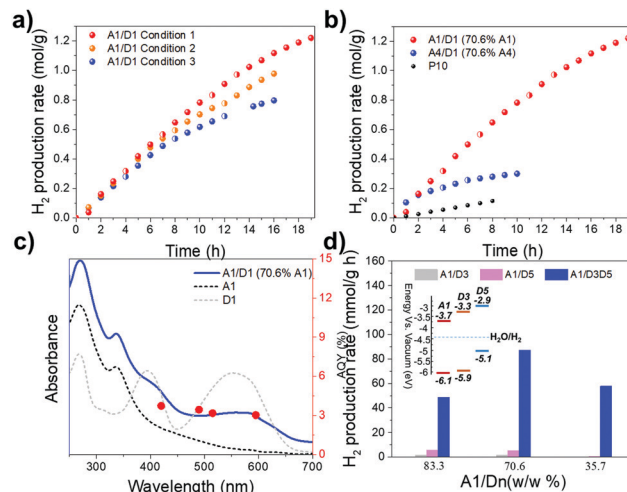 a)
A1/D1 Condition 1
A1/D1 Condition 2
A1/D1 Condition 3
H2 production rate (mol/g)
1.2
1.0
0.8
0.6
0.4
0.2
0.0
0 2 4 6 8 10 12 14 16 18
Time (h)
b)
A1/D1 (70.6% A1)
A4/D1 (70.6% A4)
P10
H2 production rate (mol/g)
1.2
1.0
0.8
0.6
0.4
0.2
0.0
0 2 4 6 8 10 12 14 16 18
Time (h)
c)
A1/D1 (70.6% A1)
A1
D1
Absorbance
15
12
9
6
3
0
AQY (%)
300 400 500 600 700
Wavelength (nm)
d)
A1/D3 A1/D5 A1/D3D5
H2 production rate (mmol/g h)
160
140
120
100
80
60
40
20
0
Energy Vs. Vacuum (eV)
-3
-3.5
-4
-4.5
-5
-5.5
-6
A1
-3.7
D3
-3.3
D5
-2.9
H2O/H2
-5.1
-6.1
-5.9
83.3 70.6 35.7
A1/Dn(w/w %)